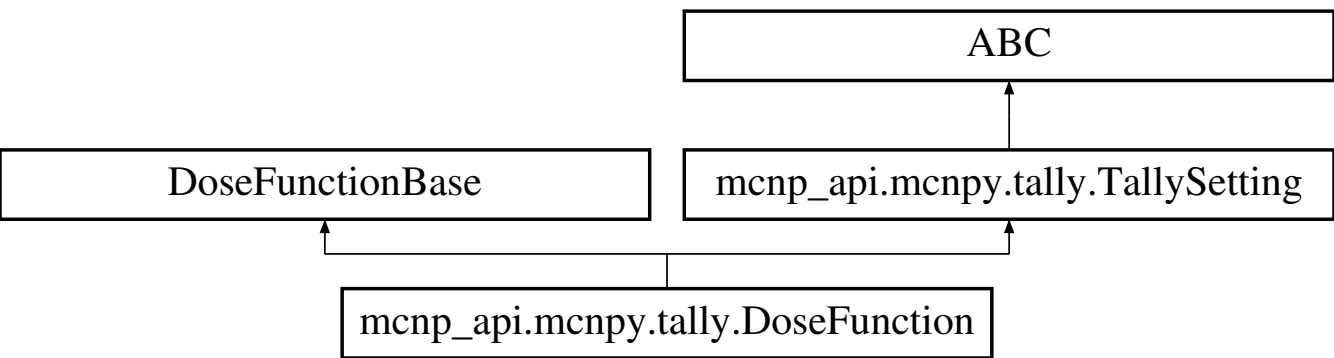 ABC
DoseFunctionBase
mcnp_api.mcnpy.tally.TallySetting
mcnp_api.mcnpy.tally.DoseFunction